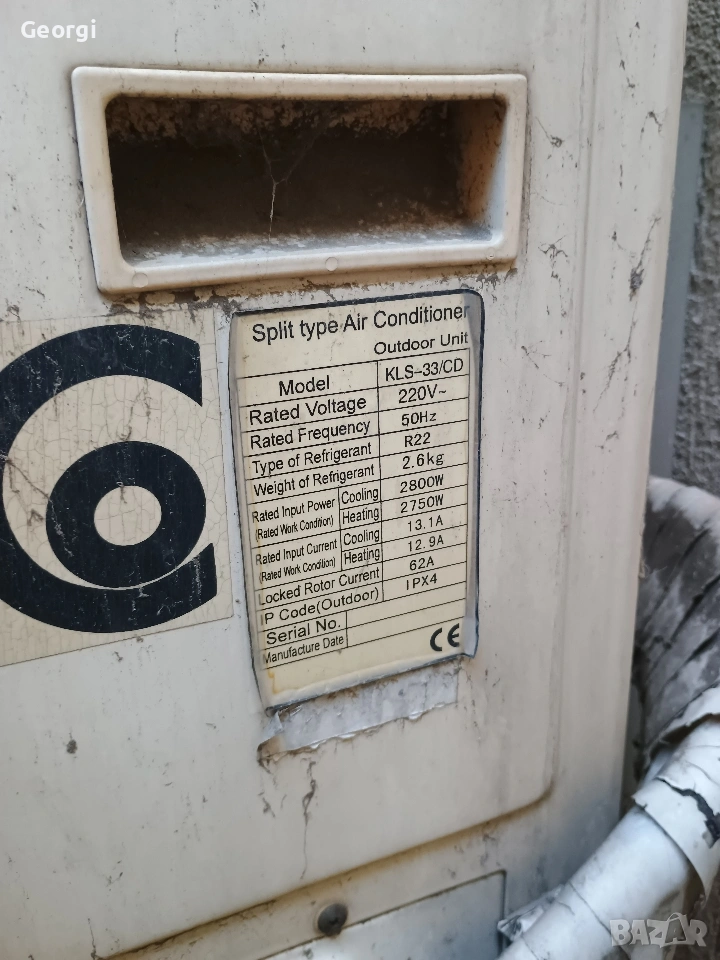 Georgi
Split type Air Conditioner
Outdoor Unit
Model KLS-33/CD
Rated Voltage 220V~
Rated Frequency 50Hz
Type of Refrigerant R22
Weight of Refrigerant 2.6kg
Rated Input Power (Rated Work Condition) Cooling 2800W
Heating 2750W
Rated Input Current (Rated Work Condition) Cooling 13.1A
Heating 12.9A
Locked Rotor Current 62A
IP Code(Outdoor) IPX4
Serial No.
Manufacture Date
CE
BAZAR